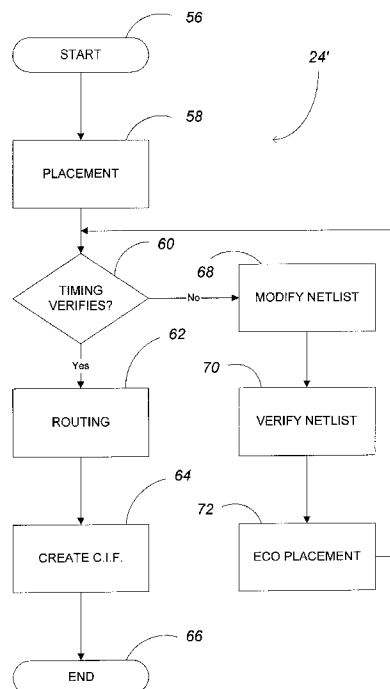 56
START
24'
58
PLACEMENT
60
TIMING
VERIFIES?
No
68
MODIFY NETLIST
Yes
62
ROUTING
70
VERIFY NETLIST
64
CREATE C.I.F.
72
ECO PLACEMENT
66
END